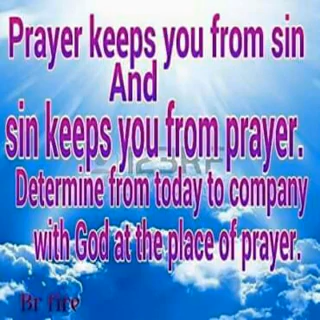 Prayer keeps you from sin
And
sin keeps you from prayer.
123RF
Determine from today to company
with God at the place of prayer.
Br fire